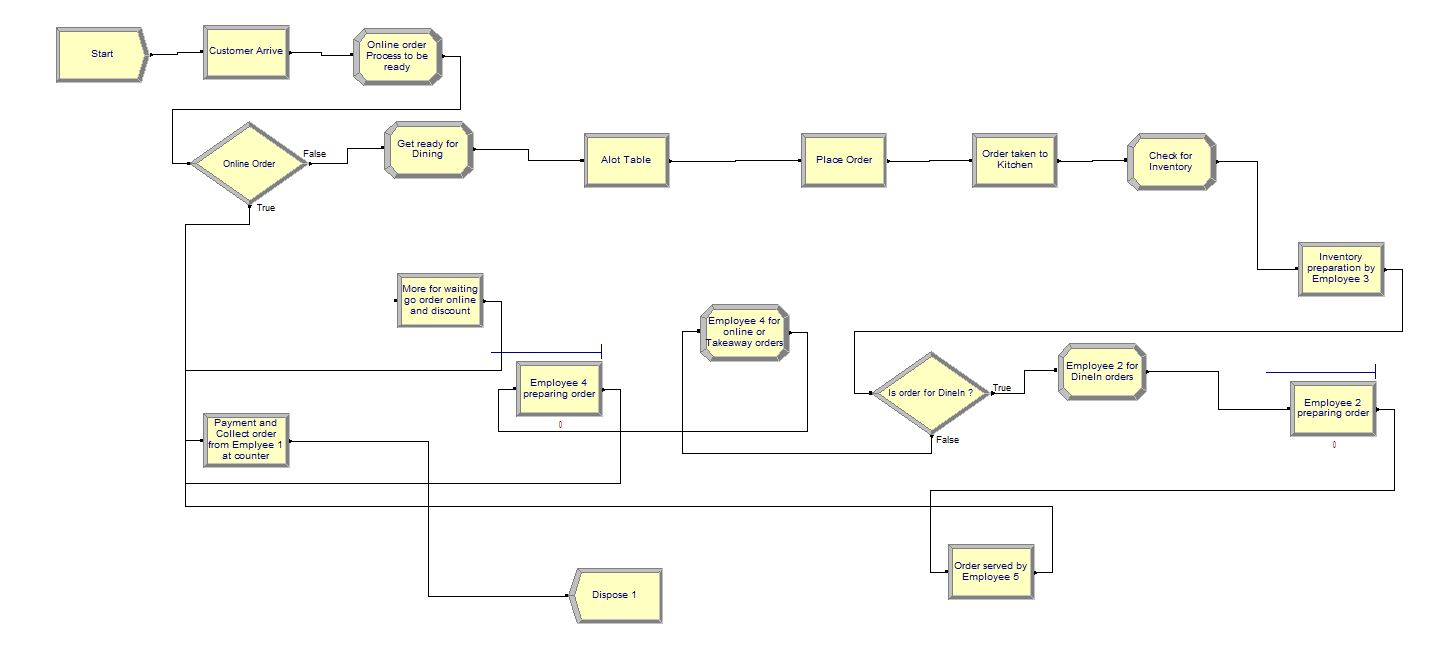 Start
Customer Arrive
Online order
Process to be
ready
Online Order
False
True
Get ready for
Dining
Alot Table
Place Order
Order taken to
Kitchen
Check for
Inventory
Inventory
preparation by
Employee 3
More for waiting
go order online
and discount
Employee 4
preparing order
0
Employee 4 for
online or
Takeaway orders
Is order for DineIn ?
True
False
Employee 2 for
DineIn orders
Employee 2
preparing order
0
Payment and
Collect order
from Emplyee 1
at counter
Order served by
Employee 5
Dispose 1